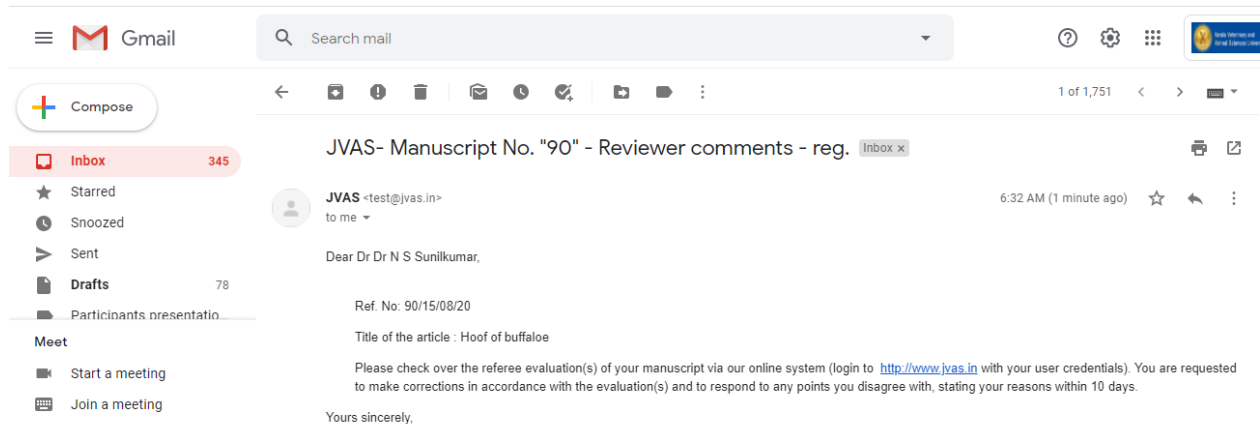 Gmail
Search mail
Compose
1 of 1,751
Inbox 345
Starred
Snoozed
Sent
Drafts 78
Participants presentatio...
Meet
Start a meeting
Join a meeting
JVAS- Manuscript No. "90" - Reviewer comments - reg. Inbox x
JVAS <test@jvas.in> 6:32 AM (1 minute ago)
to me
Dear Dr Dr N S Sunilkumar,
Ref. No: 90/15/08/20
Title of the article : Hoof of buffaloe
Please check over the referee evaluation(s) of your manuscript via our online system (login to http://www.jvas.in with your user credentials). You are requested
to make corrections in accordance with the evaluation(s) and to respond to any points you disagree with, stating your reasons within 10 days.
Yours sincerely,